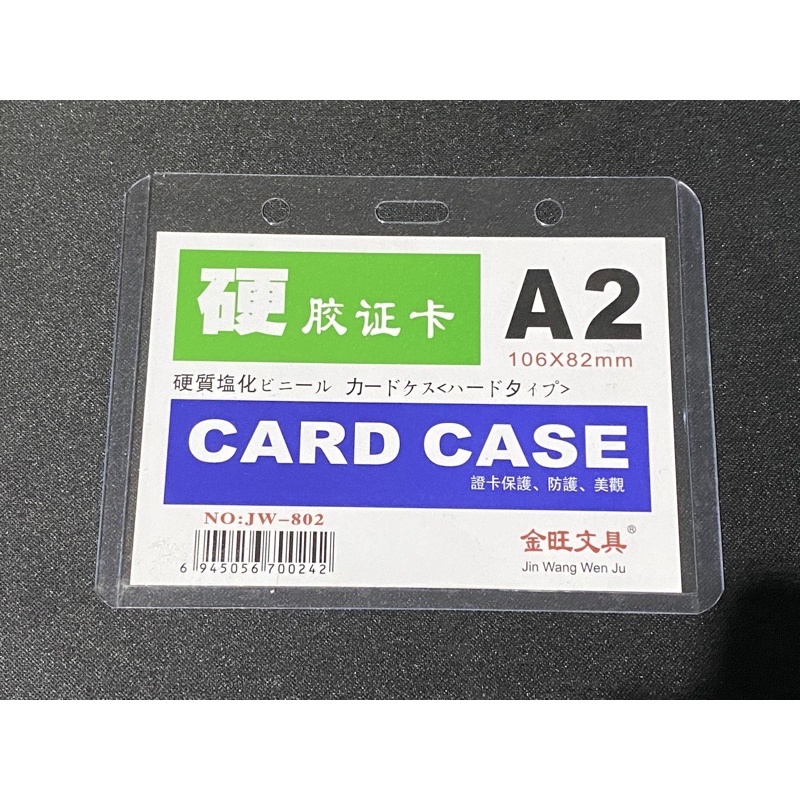 硬胶证卡
A2
106X82mm
硬質塩化ビニール カードケス<ハードタイプ>
CARD CASE
證卡保護、防護、美觀
NO:JW-802
6 945056 700242
金旺文具®
Jin Wang Wen Ju